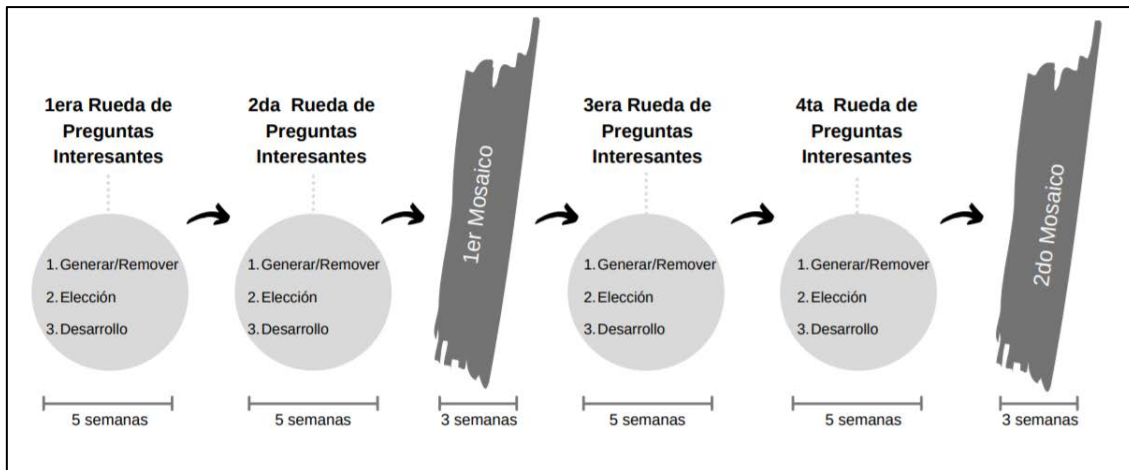 1era Rueda de
Preguntas
Interesantes
1. Generar/Remover
2. Elección
3. Desarrollo
5 semanas
2da Rueda de
Preguntas
Interesantes
1. Generar/Remover
2. Elección
3. Desarrollo
5 semanas
1er Mosaico
3 semanas
3era Rueda de
Preguntas
Interesantes
1. Generar/Remover
2. Elección
3. Desarrollo
5 semanas
4ta Rueda de
Preguntas
Interesantes
1. Generar/Remover
2. Elección
3. Desarrollo
5 semanas
2do Mosaico
3 semanas